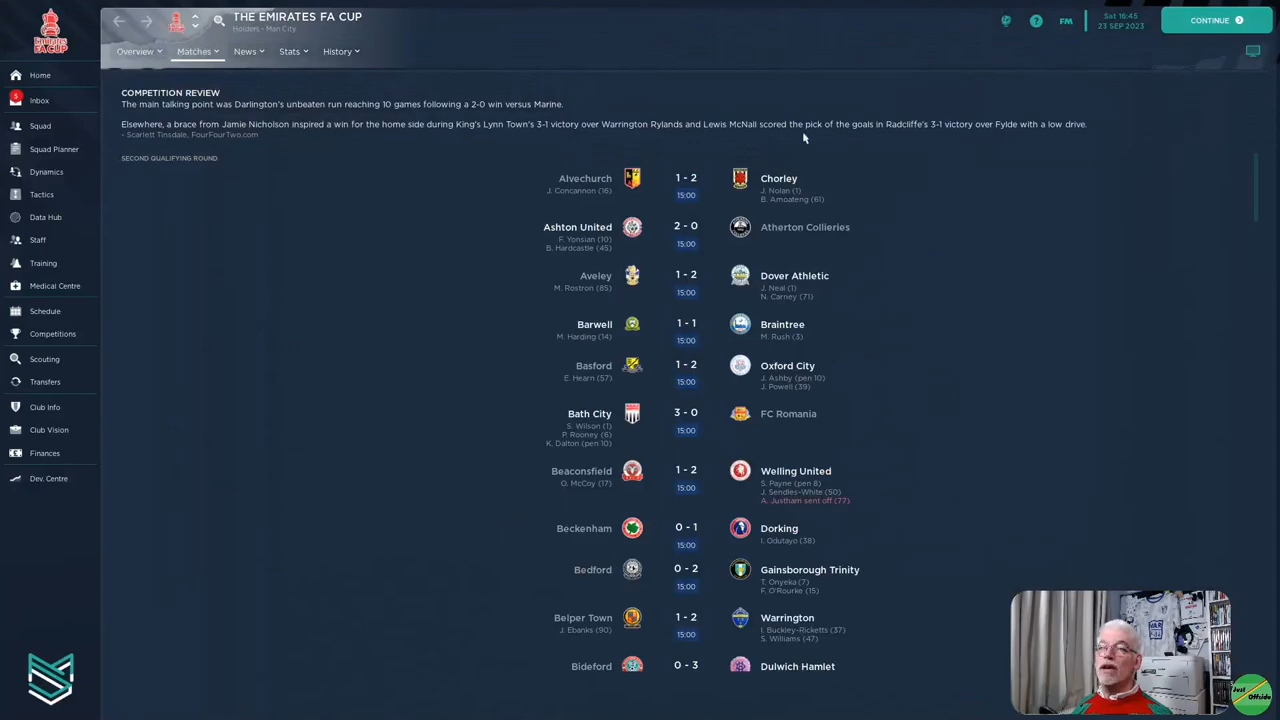 THE EMIRATES FA CUP
Holders - Man City
Emirates
FA CUP
FM
Sat 16:45
23 SEP 2023
CONTINUE
Overview
Matches
News
Stats
History
Home
5
Inbox
Squad
Squad Planner
Dynamics
Tactics
Data Hub
Staff
Training
Medical Centre
Schedule
Competitions
Scouting
Transfers
Club Info
Club Vision
Finances
Dev. Centre
COMPETITION REVIEW
The main talking point was Darlington's unbeaten run reaching 10 games following a 2-0 win versus Marine.
Elsewhere, a brace from Jamie Nicholson inspired a win for the home side during King's Lynn Town's 3-1 victory over Warrington Rylands and Lewis McNall scored the pick of the goals in Radcliffe's 3-1 victory over Fylde with a low drive.
- Scarlett Tinsdale, FourFourTwo.com
SECOND QUALIFYING ROUND
Alvechurch 1 - 2 Chorley
J. Concannon (16) 15:00 J. Nolan (1)
B. Amoateng (61)
Ashton United 2 - 0 Atherton Collieries
F. Yonsian (10) 15:00
B. Hardcastle (45)
Aveley 1 - 2 Dover Athletic
M. Rostron (85) 15:00 J. Neal (1)
N. Carney (71)
Barwell 1 - 1 Braintree
M. Harding (14) 15:00 M. Rush (3)
Basford 1 - 2 Oxford City
E. Hearn (57) 15:00 J. Ashby (pen 10)
J. Powell (39)
Bath City 3 - 0 FC Romania
S. Wilson (1) 15:00
P. Rooney (6)
K. Dalton (pen 10)
Beaconsfield 1 - 2 Welling United
O. McCoy (17) 15:00 S. Payne (pen 8)
J. Sendles-White (50)
A. Justham sent off (77)
Beckenham 0 - 1 Dorking
15:00 I. Odutayo (38)
Bedford 0 - 2 Gainsborough Trinity
15:00 T. Onyeka (7)
F. O'Rourke (15)
Belper Town 1 - 2 Warrington
J. Ebanks (90) 15:00 I. Buckley-Ricketts (37)
S. Williams (47)
Bideford 0 - 3 Dulwich Hamlet
VAR
Just
Offside